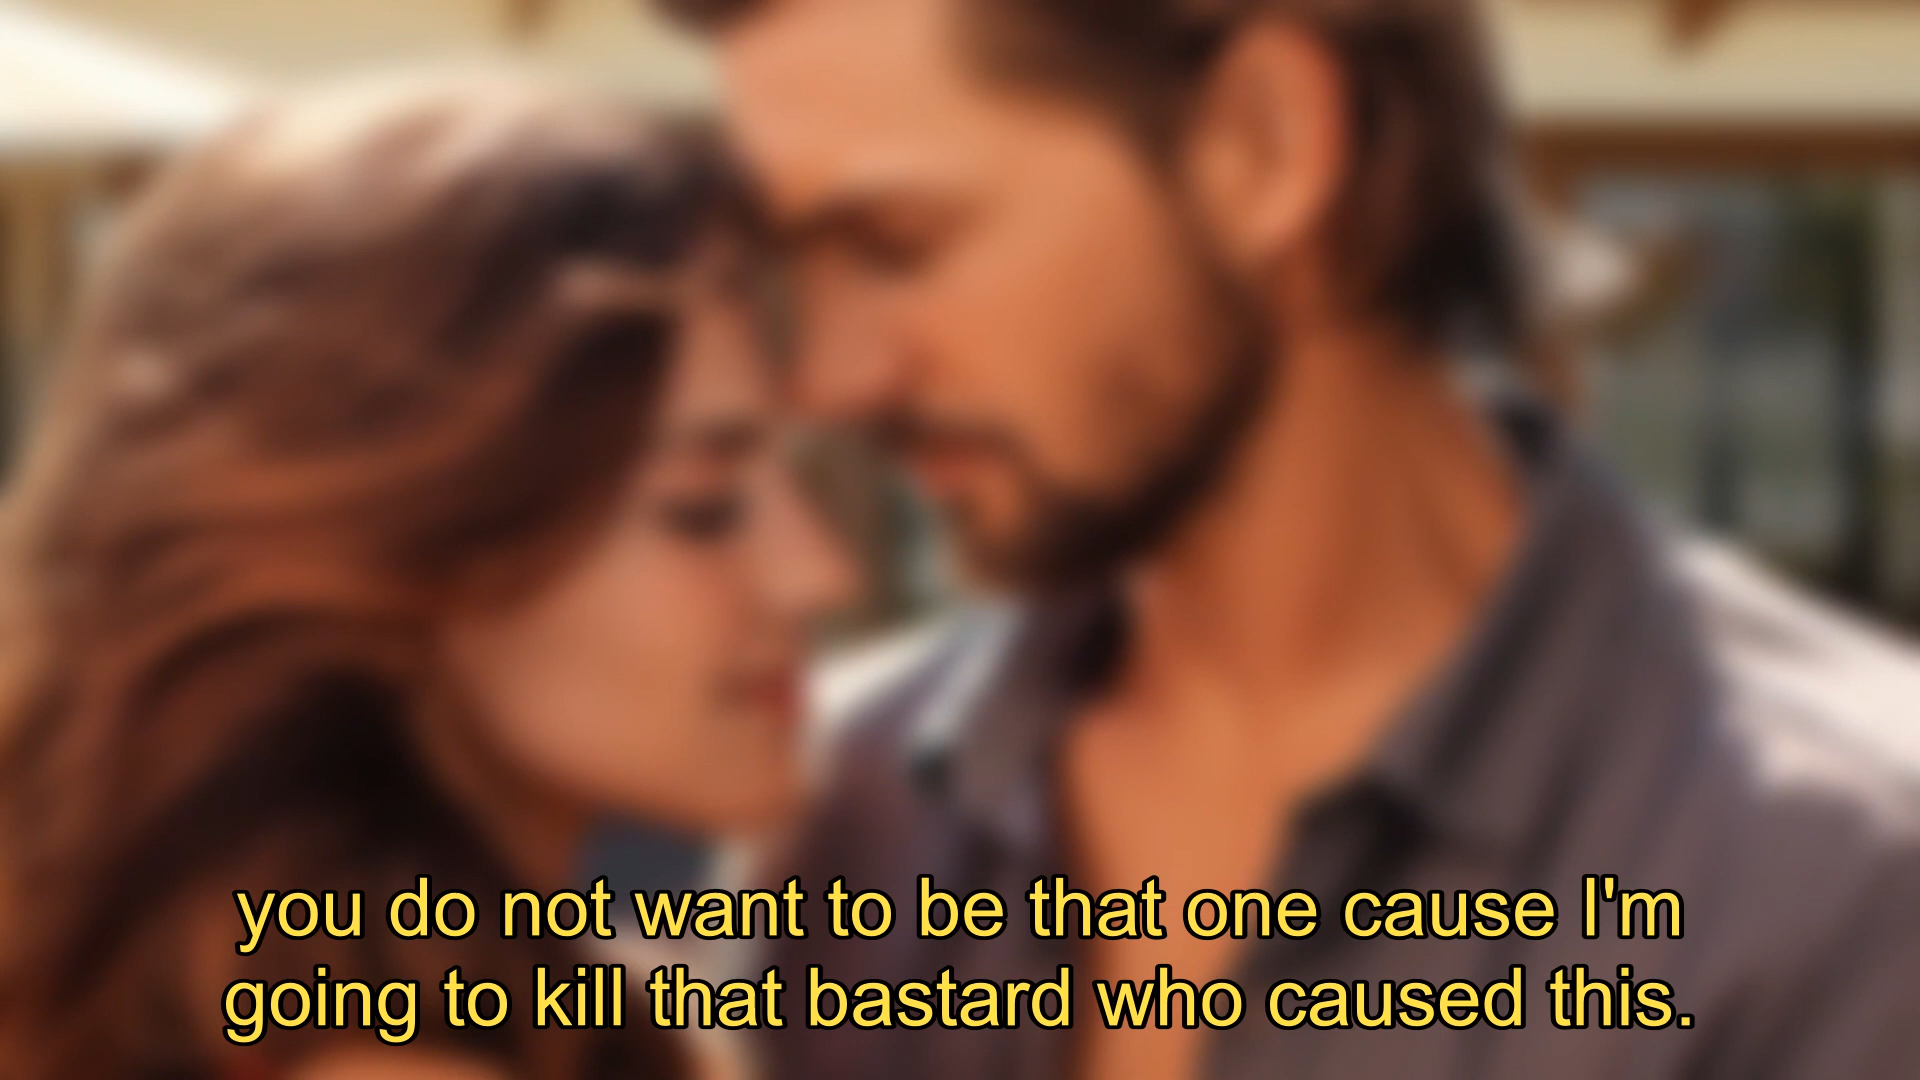 you do not want to be that one cause I'm
going to kill that bastard who caused this.